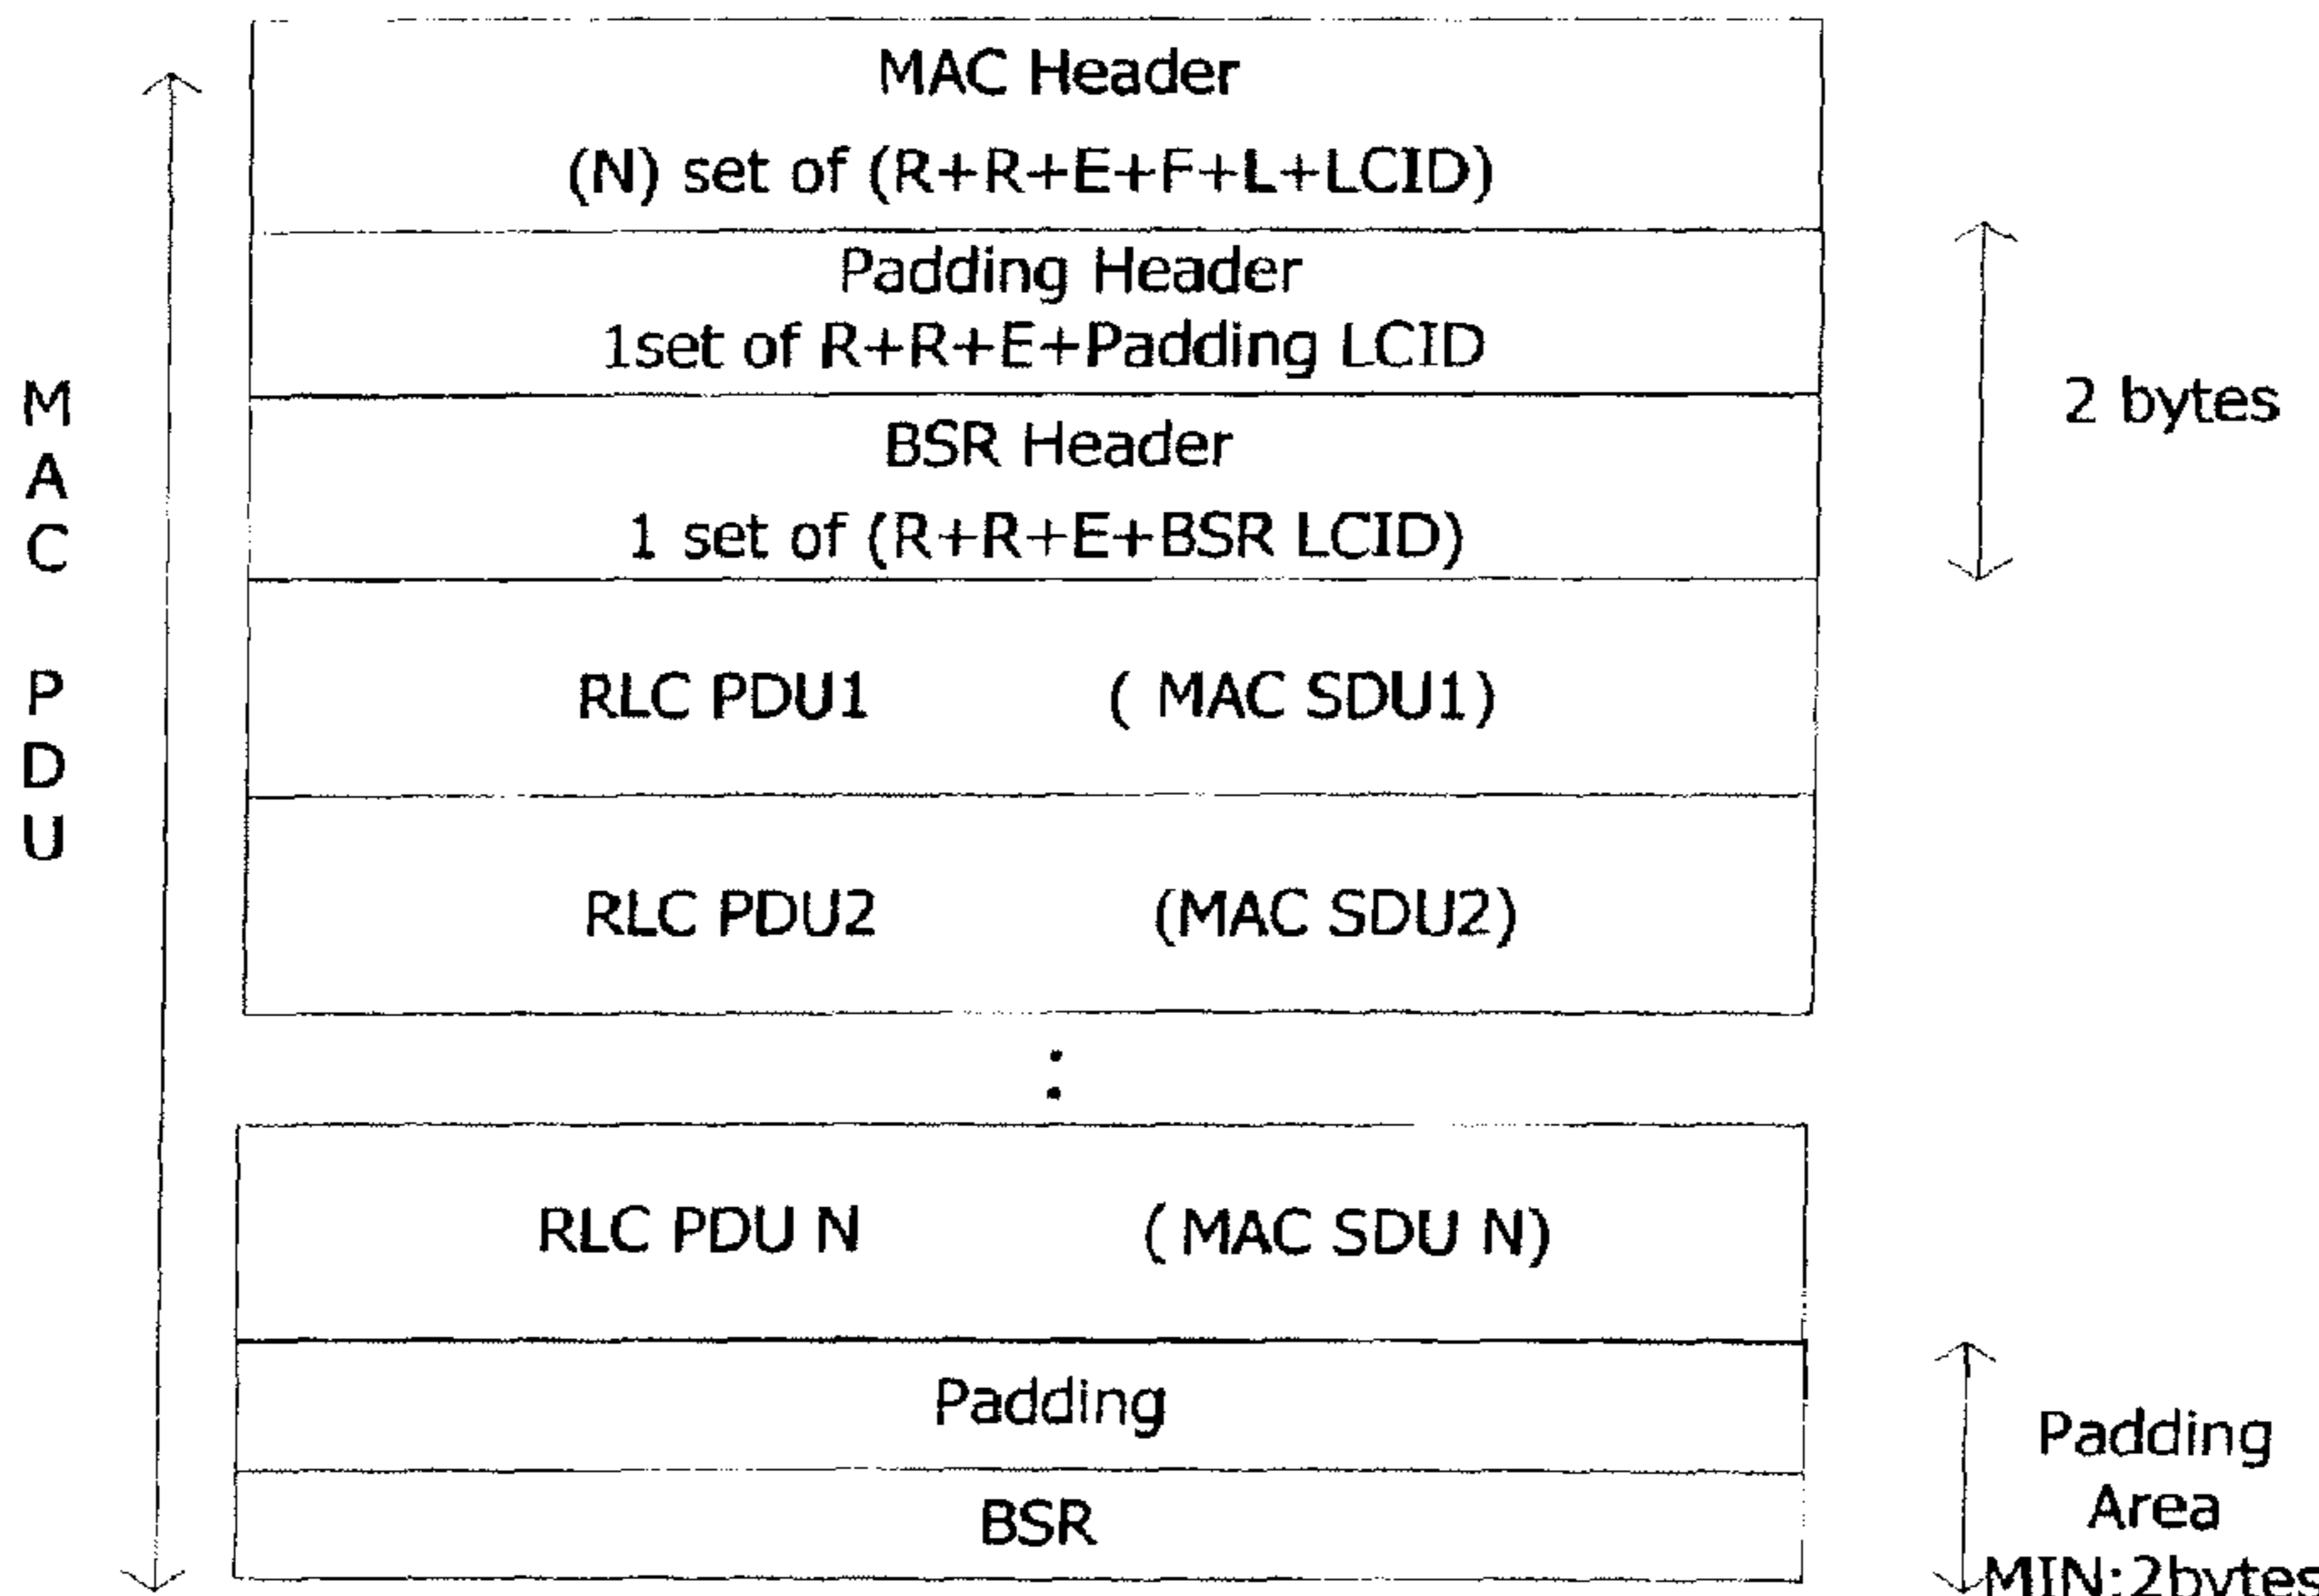 MAC Header
(N) set of (R+R+E+F+L+LCID)
Padding Header
1set of R+R+E+Padding LCID
BSR Header
1 set of (R+R+E+BSR LCID)
2 bytes
MAC PDU
RLC PDU1 ( MAC SDU1)
RLC PDU2 (MAC SDU2)
:
RLC PDU N ( MAC SDU N)
Padding
BSR
Padding
Area
MIN:2bytes